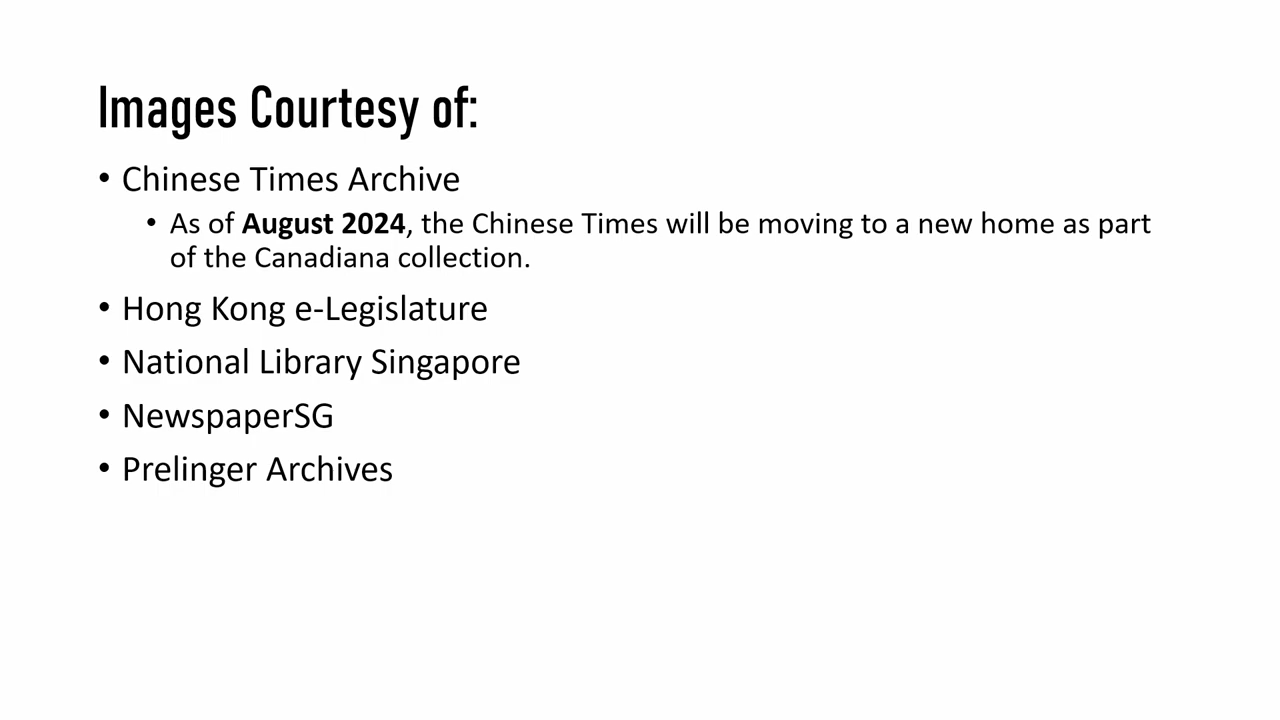 Images Courtesy of:
• Chinese Times Archive
• As of August 2024, the Chinese Times will be moving to a new home as part
of the Canadiana collection.
• Hong Kong e-Legislature
• National Library Singapore
• NewspaperSG
• Prelinger Archives